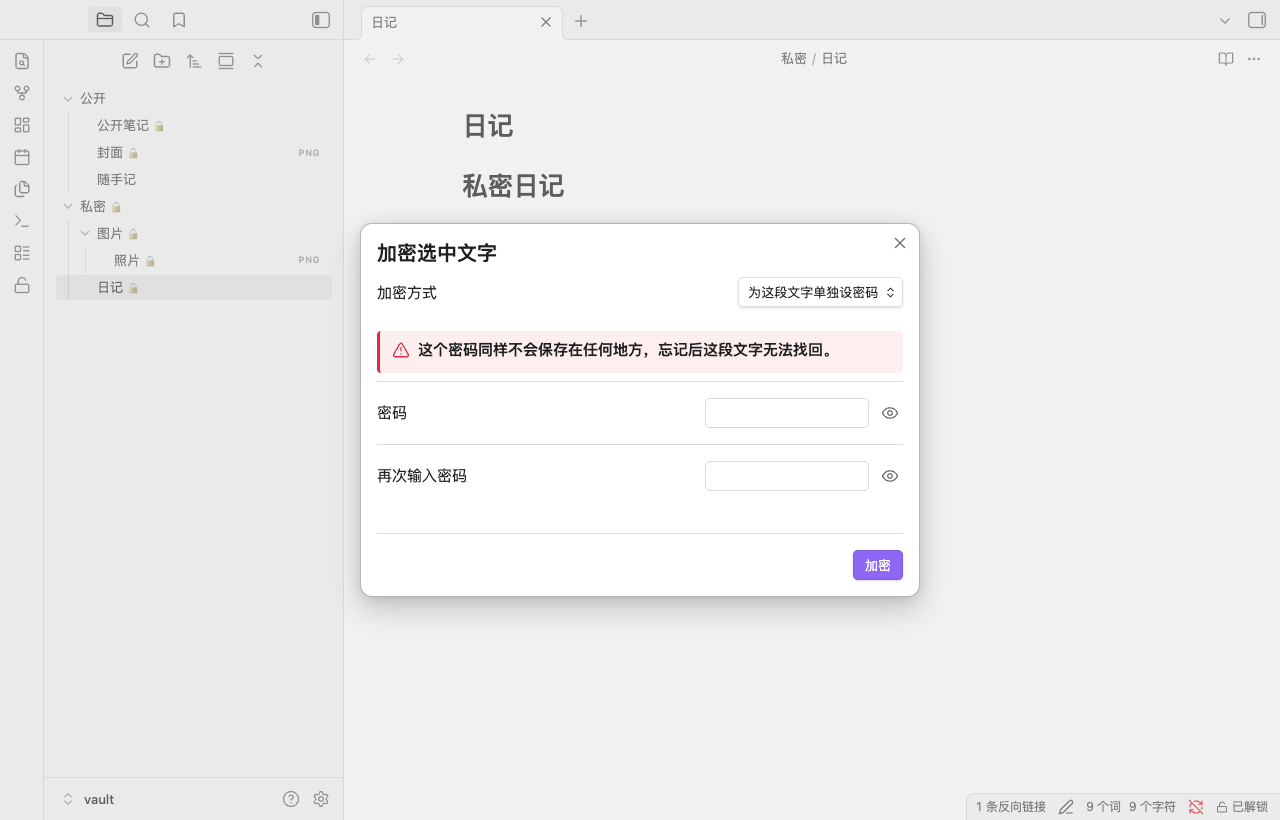 日记
私密 / 日记
公开
公开笔记
封面 PNG
随手记
私密
图片
照片 PNG
日记
日记
私密日记
加密选中文字
加密方式 为这段文字单独设密码
这个密码同样不会保存在任何地方，忘记后这段文字无法找回。
密码
再次输入密码
加密
vault
1 条反向链接 9 个词 9 个字符 已解锁